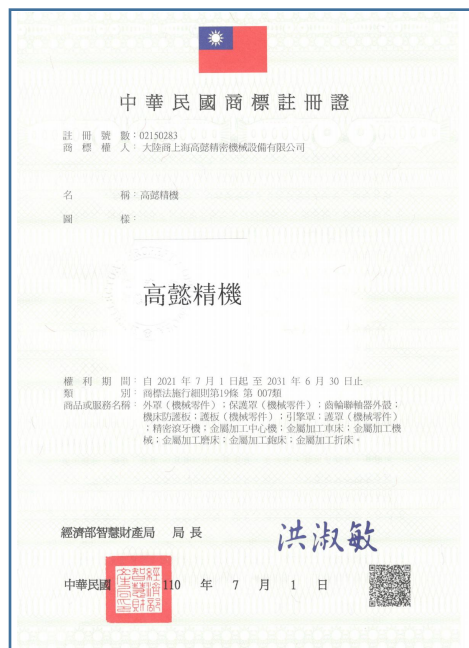 中華民國商標註冊證
註冊號數：02150283
商標權人：大陸商上海高懿精密機械設備有限公司
名稱：高懿精機
圖樣：
高懿精機
權利期間：自 2021 年 7 月 1 日起 至 2031 年 6 月 30 日止
類別：商標法施行細則第19條 第 007類
商品或服務名稱：外罩（機械零件）；保護罩（機械零件）；齒輪聯軸器外殼；
機床防護板；護板（機械零件）；引擎罩；護罩（機械零件）
；精密滾牙機；金屬加工中心機；金屬加工車床；金屬加工機
械；金屬加工磨床；金屬加工鉋床；金屬加工折床。
經濟部智慧財產局 局長
洪淑敏
中華民國 110 年 7 月 1 日
經濟部智慧財產局印